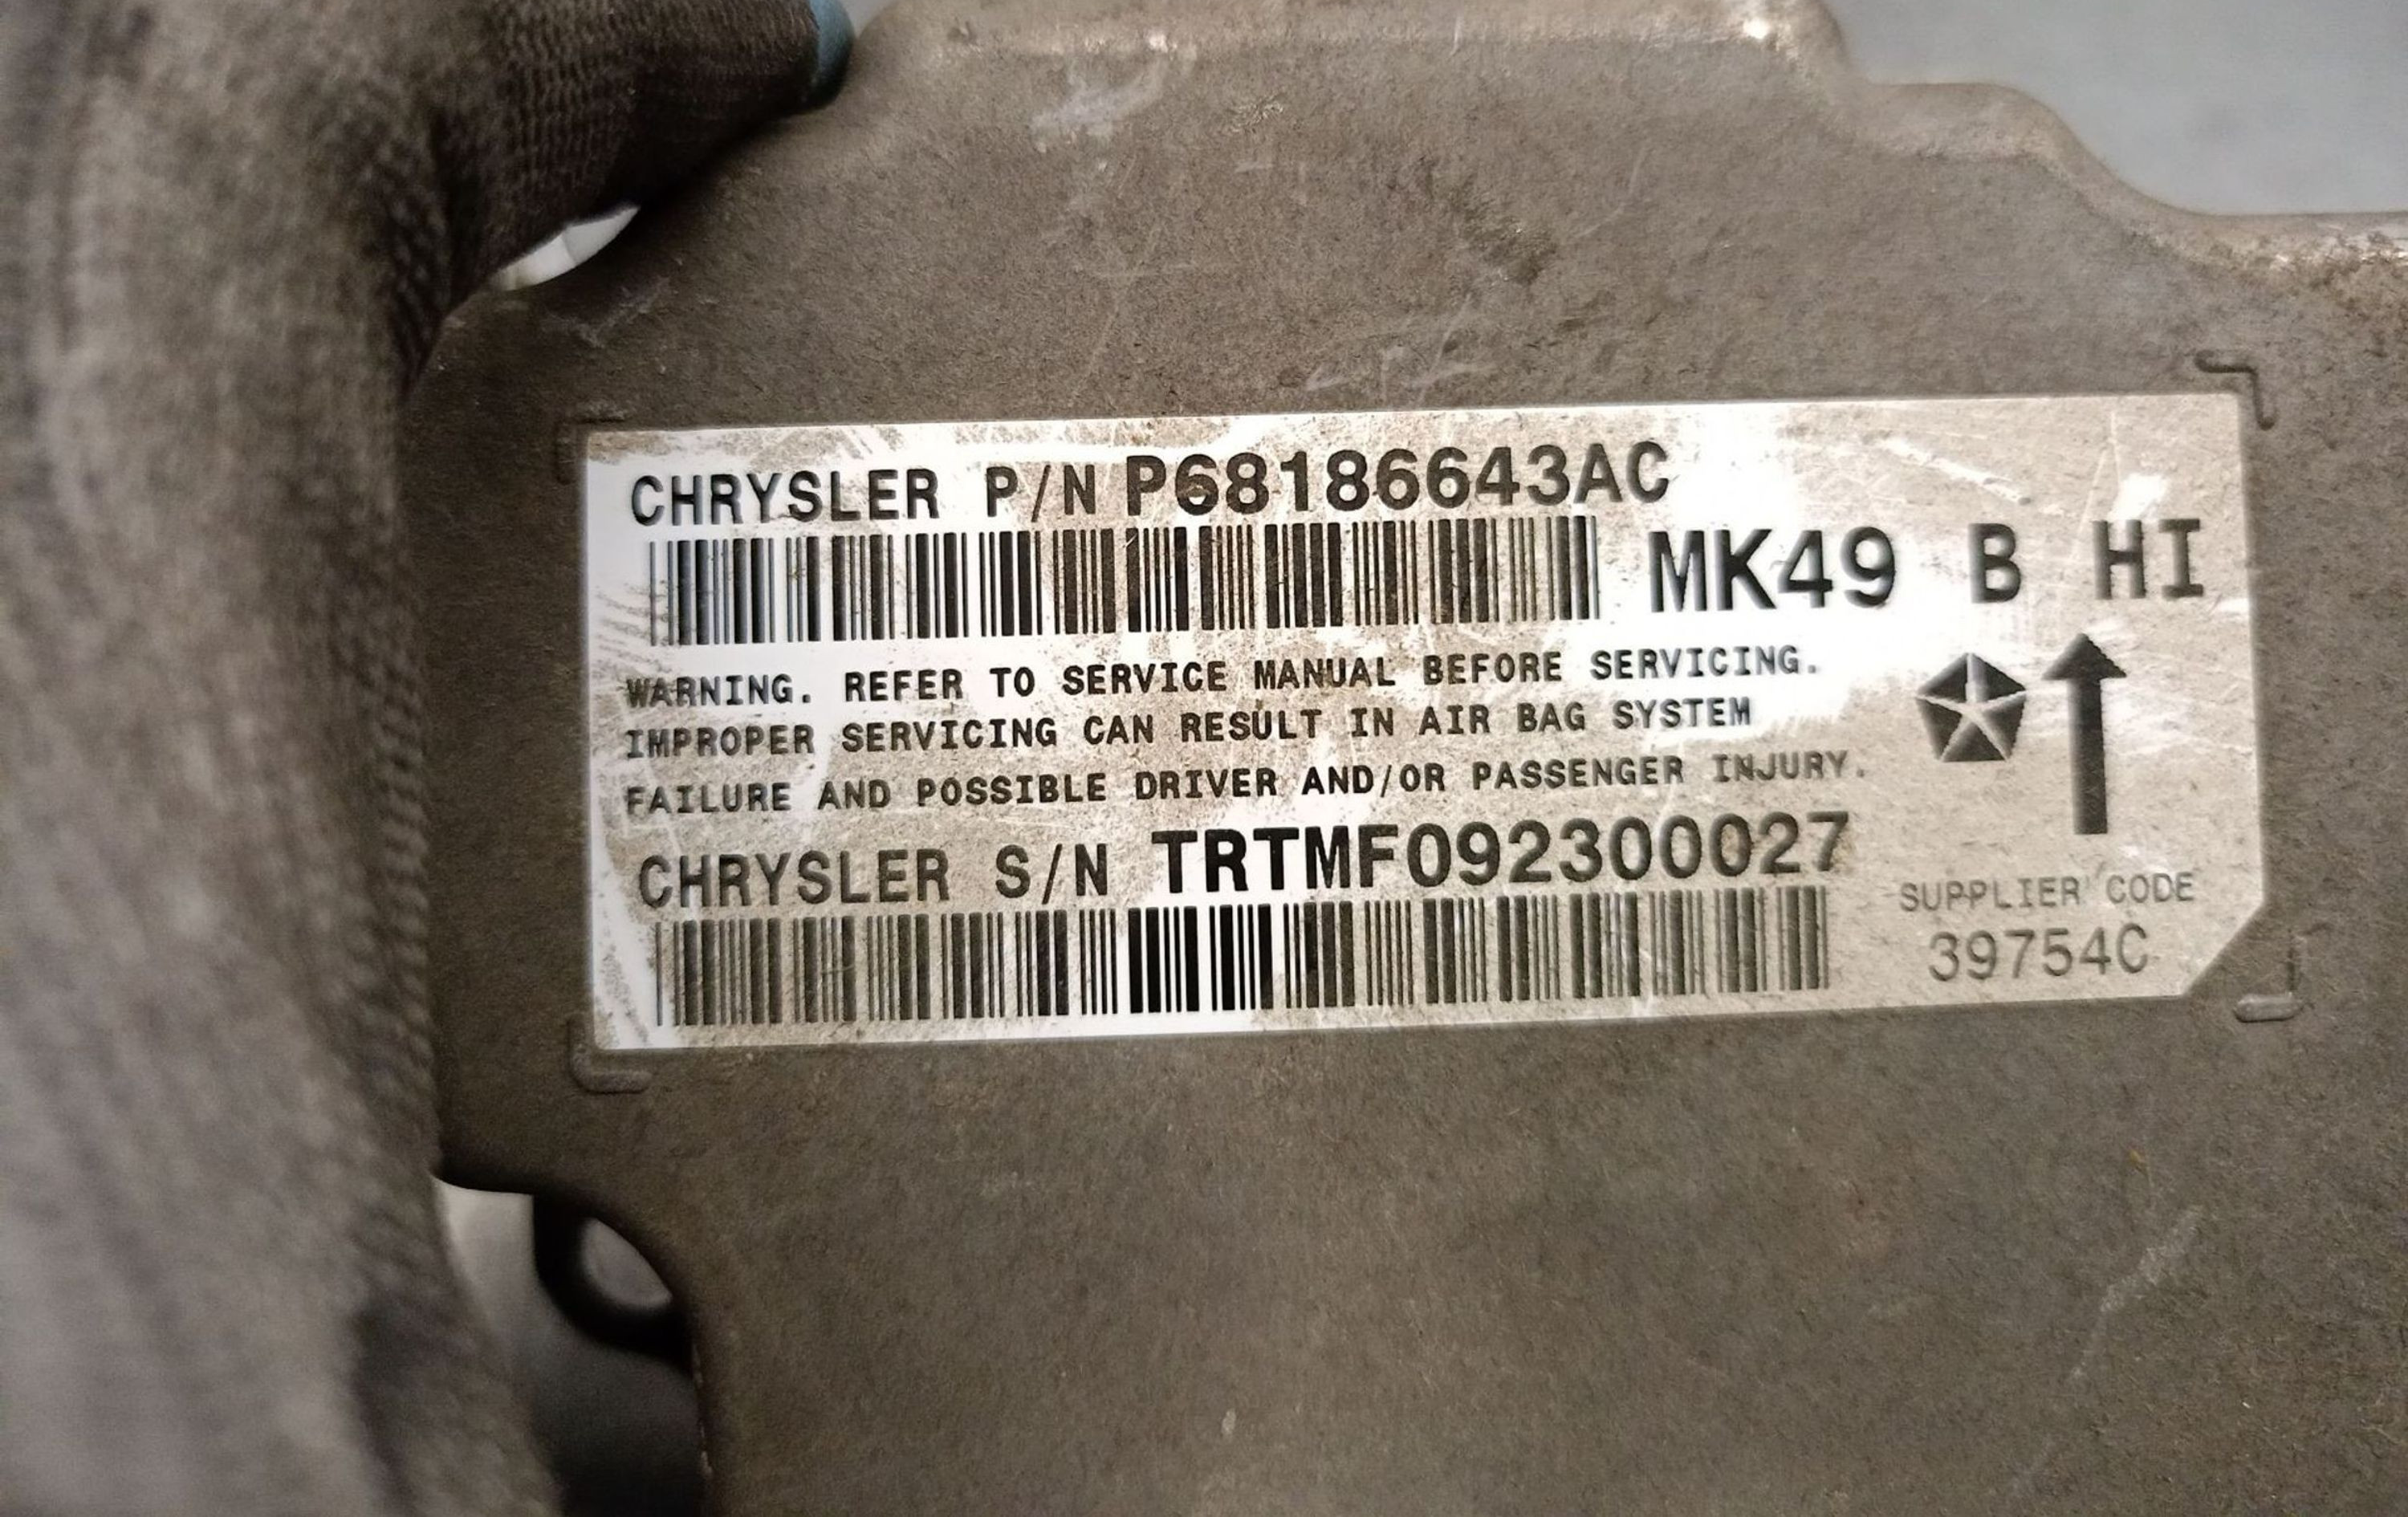 CHRYSLER P/N P68186643AC
MK49 B HI
WARNING. REFER TO SERVICE MANUAL BEFORE SERVICING.
IMPROPER SERVICING CAN RESULT IN AIR BAG SYSTEM
FAILURE AND POSSIBLE DRIVER AND/OR PASSENGER INJURY.
CHRYSLER S/N TRTMF092300027
SUPPLIER CODE
39754C